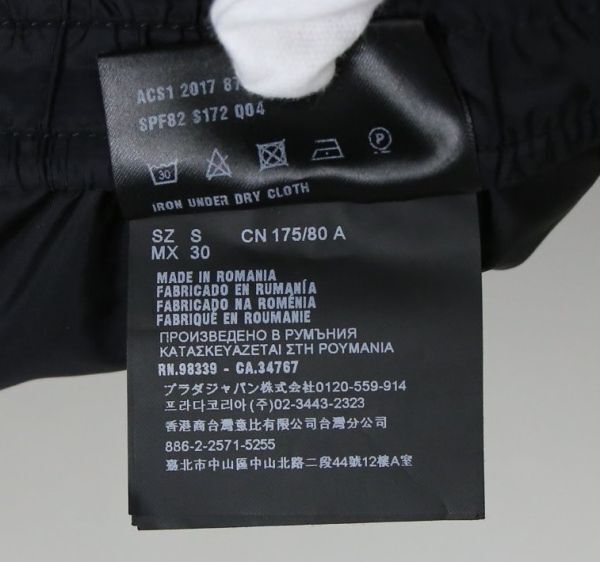 ACS1 2017
SPF82 S172 Q04
30
P
IRON UNDER DRY CLOTH
SZ S CN 175/80 A
MX 30
MADE IN ROMANIA
FABRICADO EN RUMANÍA
FABRICADO NA ROMÉNIA
FABRIQUÉ EN ROUMANIE
ПРОИЗВЕДЕНО В РУМЪНИЯ
ΚΑΤΑΣΚΕΥΑΖΕΤΑΙ ΣΤΗ ΡΟΥΜΑΝΙΑ
RN.98339 - CA.34767
プラダジャパン株式会社0120-559-914
프라다코리아 (주)02-3443-2323
香港商台灣意比有限公司台灣分公司
886-2-2571-5255
臺北市中山區中山北路二段44號12樓A室